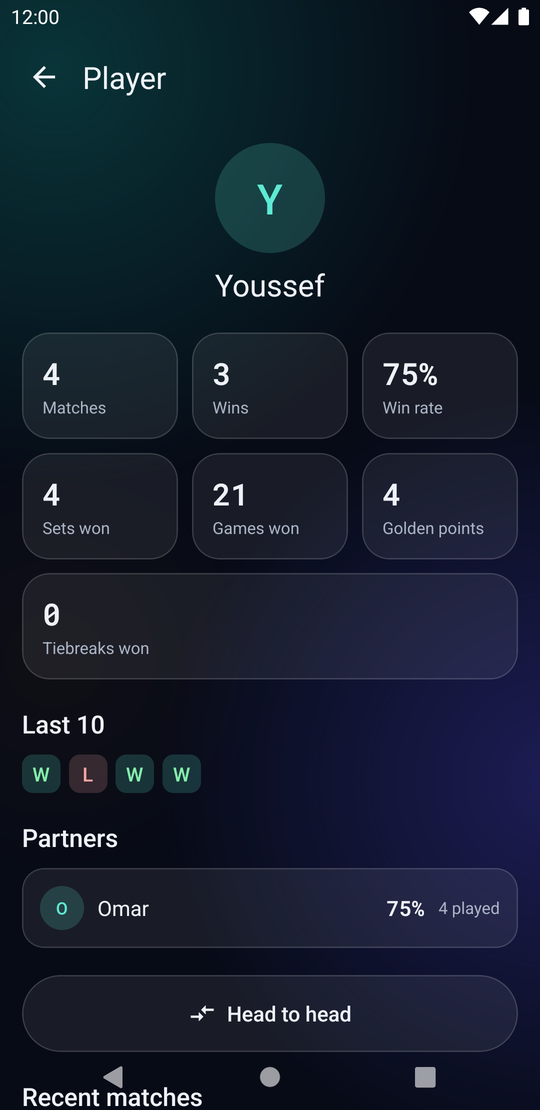 12:00
Player
Y
Youssef
4
Matches
3
Wins
75%
Win rate
4
Sets won
21
Games won
4
Golden points
0
Tiebreaks won
Last 10
W L W W
Partners
O Omar 75% 4 played
Head to head
Recent matches